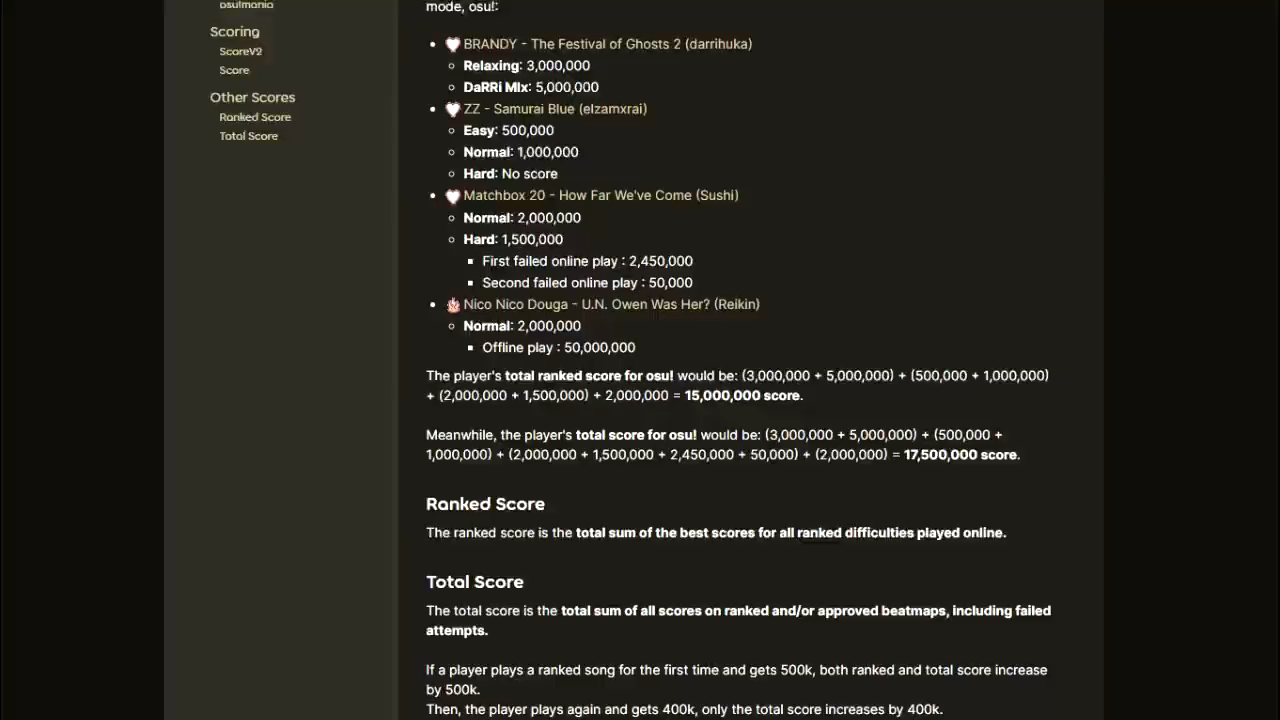 osu!mania
Scoring
ScoreV2
Score
Other Scores
Ranked Score
Total Score
mode, osu!:
BRANDY - The Festival of Ghosts 2 (darrihuka)
Relaxing: 3,000,000
DaRRi MIx: 5,000,000
ZZ - Samurai Blue (elzamxrai)
Easy: 500,000
Normal: 1,000,000
Hard: No score
Matchbox 20 - How Far We've Come (Sushi)
Normal: 2,000,000
Hard: 1,500,000
First failed online play : 2,450,000
Second failed online play : 50,000
Nico Nico Douga - U.N. Owen Was Her? (Reikin)
Normal: 2,000,000
Offline play : 50,000,000
The player's total ranked score for osu! would be: (3,000,000 + 5,000,000) + (500,000 + 1,000,000)
+ (2,000,000 + 1,500,000) + 2,000,000 = 15,000,000 score.
Meanwhile, the player's total score for osu! would be: (3,000,000 + 5,000,000) + (500,000 +
1,000,000) + (2,000,000 + 1,500,000 + 2,450,000 + 50,000) + (2,000,000) = 17,500,000 score.
Ranked Score
The ranked score is the total sum of the best scores for all ranked difficulties played online.
Total Score
The total score is the total sum of all scores on ranked and/or approved beatmaps, including failed
attempts.
If a player plays a ranked song for the first time and gets 500k, both ranked and total score increase
by 500k.
Then, the player plays again and gets 400k, only the total score increases by 400k.